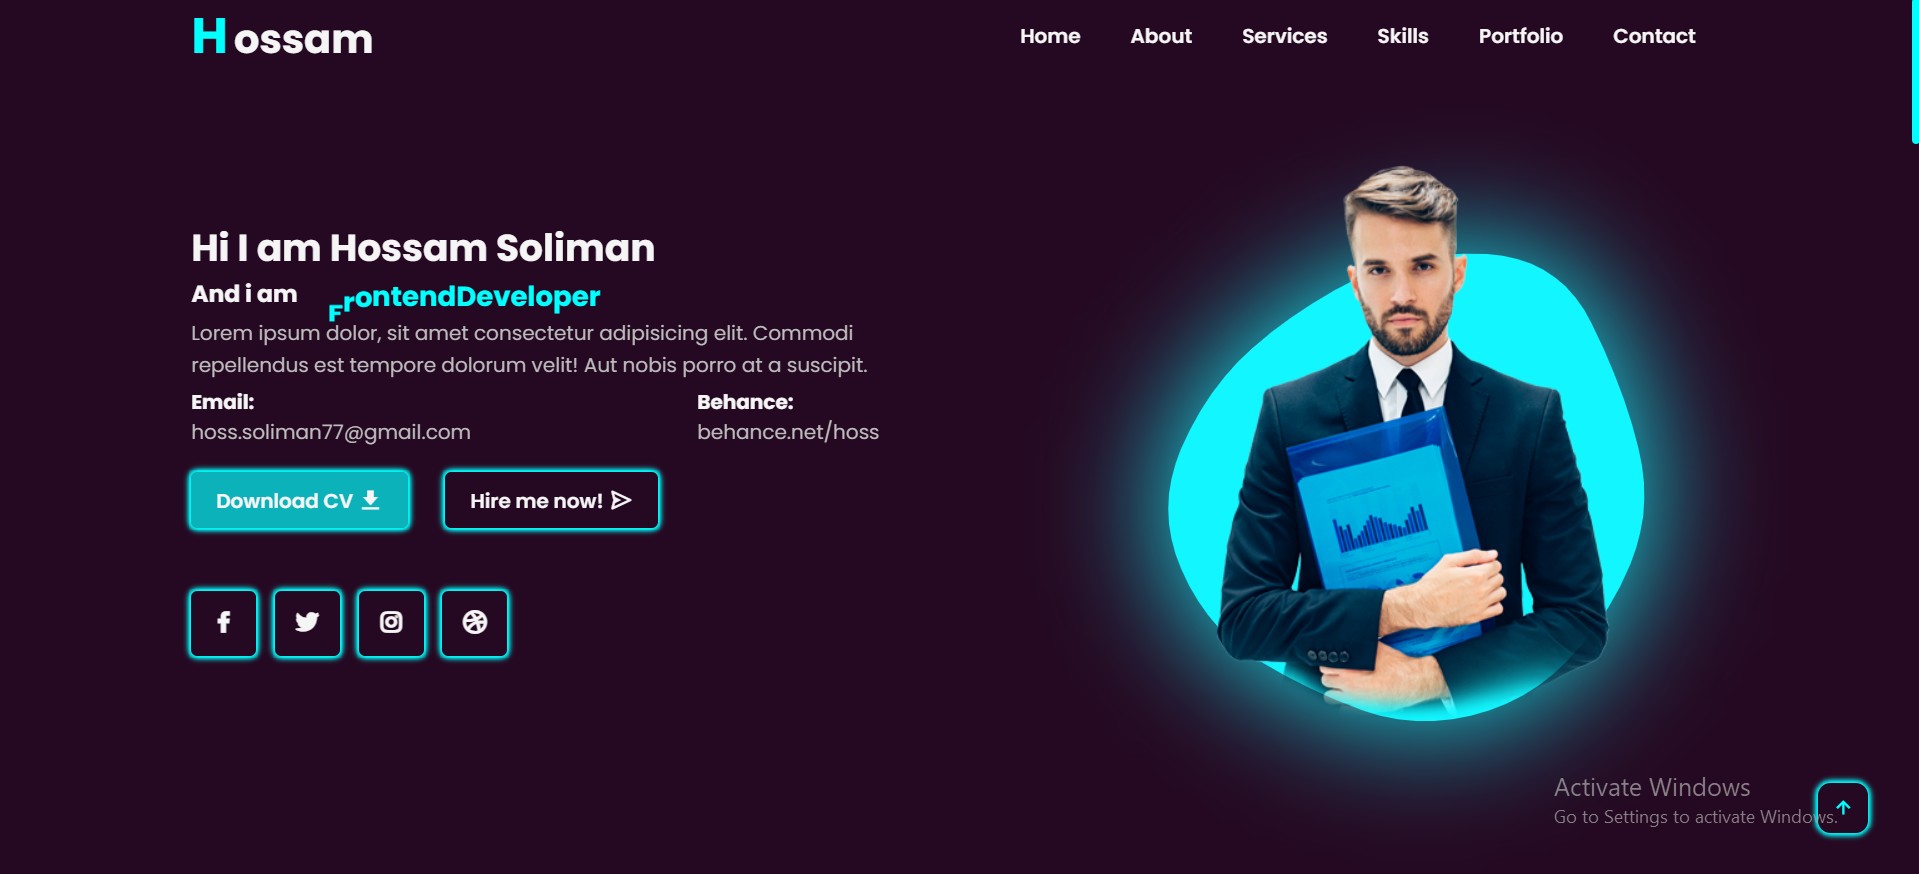 Hossam
Home About Services Skills Portfolio Contact
Hi I am Hossam Soliman
And i am FrontendDeveloper
Lorem ipsum dolor, sit amet consectetur adipisicing elit. Commodi
repellendus est tempore dolorum velit! Aut nobis porro at a suscipit.
Email: Behance:
hoss.soliman77@gmail.com behance.net/hoss
Download CV Hire me now!
Activate Windows
Go to Settings to activate Windows.